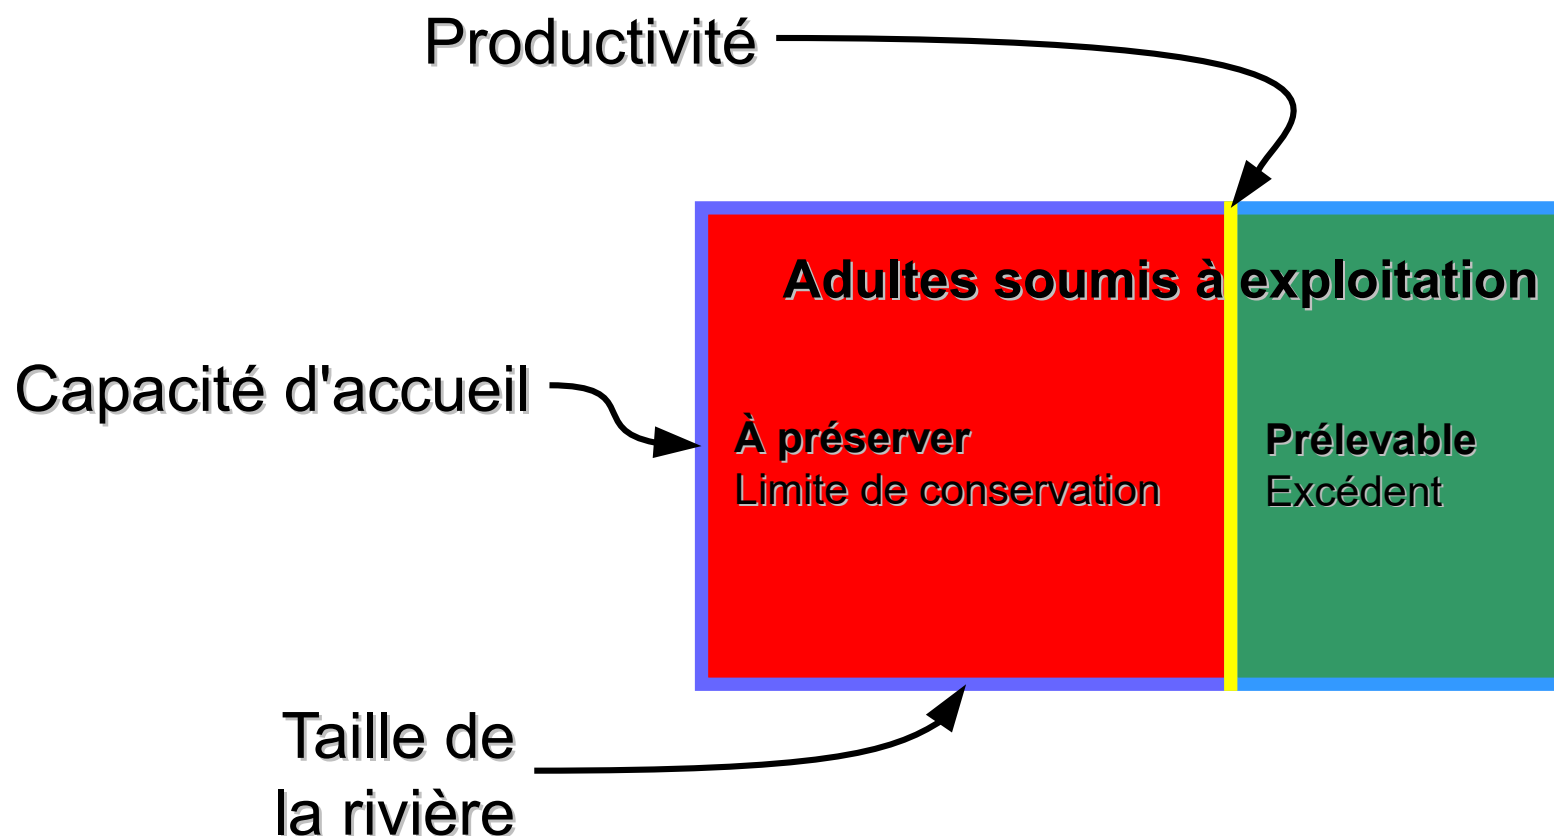 Productivité
Adultes soumis à exploitation
Capacité d'accueil
À préserver
Limite de conservation
Prélevable
Excédent
Taille de
la rivière